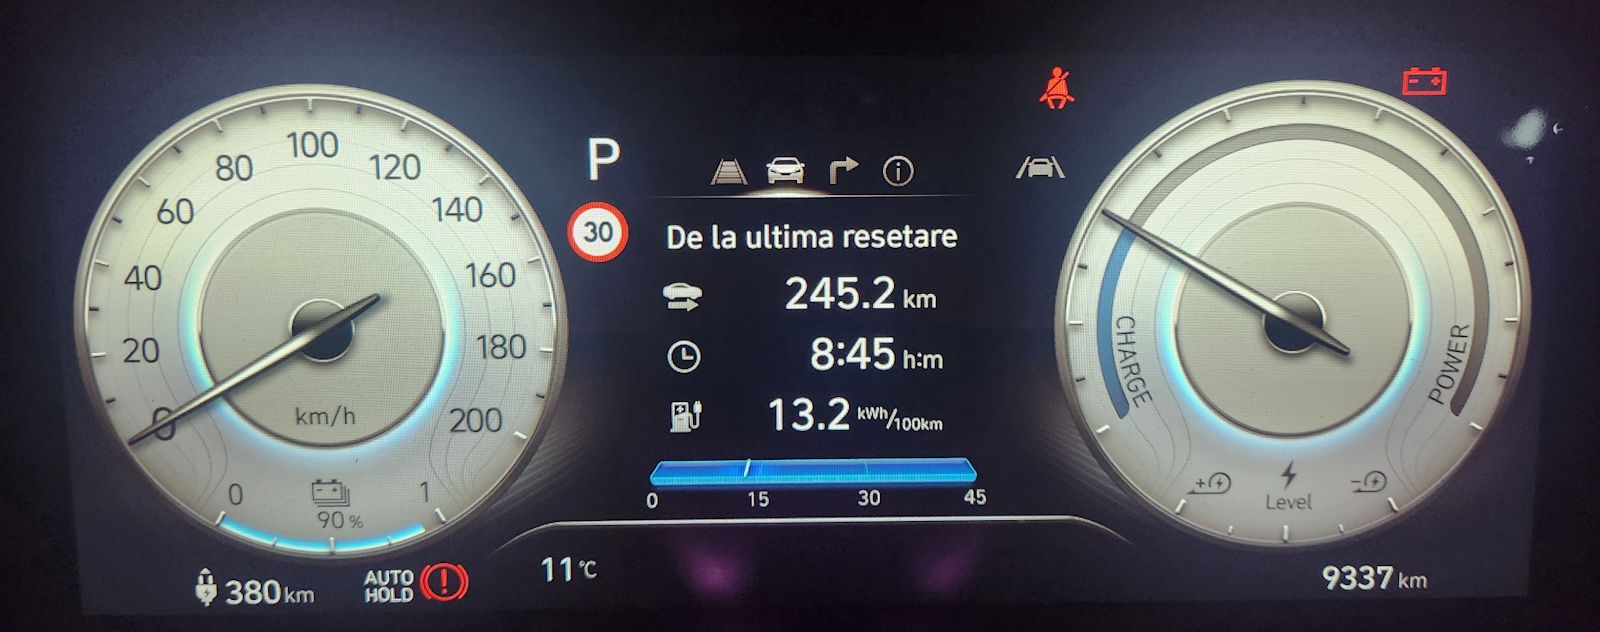 100
80
120
60
140
40
160
20
180
0
200
km/h
0
1
90 %
380 km
AUTO HOLD
P
30
De la ultima resetare
245.2 km
8:45 h:m
13.2 kWh/100km
0 15 30 45
11 °C
CHARGE
POWER
Level
9337 km